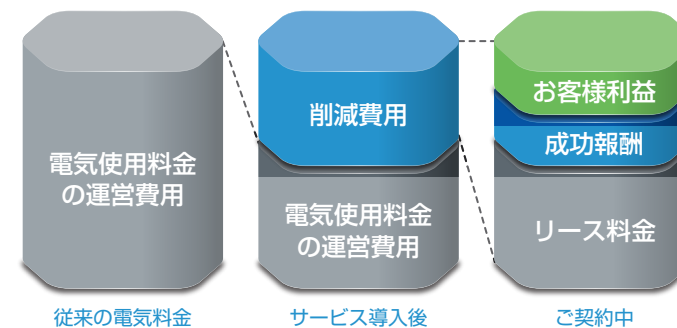 電気使用料金
の運営費用
従来の電気料金
削減費用
電気使用料金
の運営費用
サービス導入後
お客様利益
成功報酬
リース料金
ご契約中